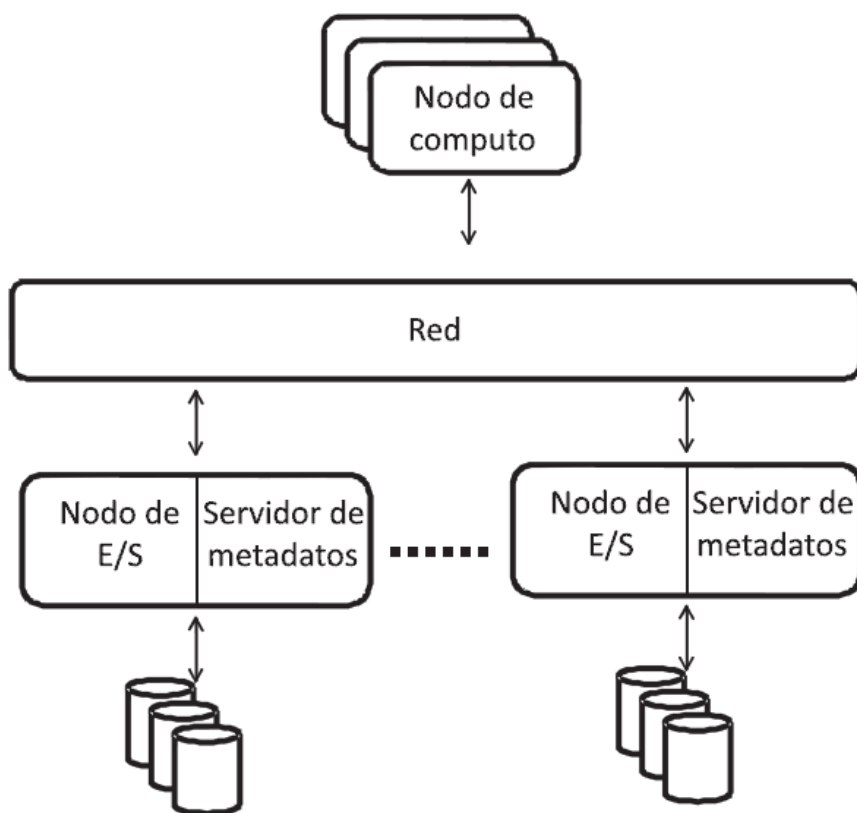 Nodo de
computo
Red
Nodo de
E/S
Servidor de
metadatos
Nodo de
E/S
Servidor de
metadatos